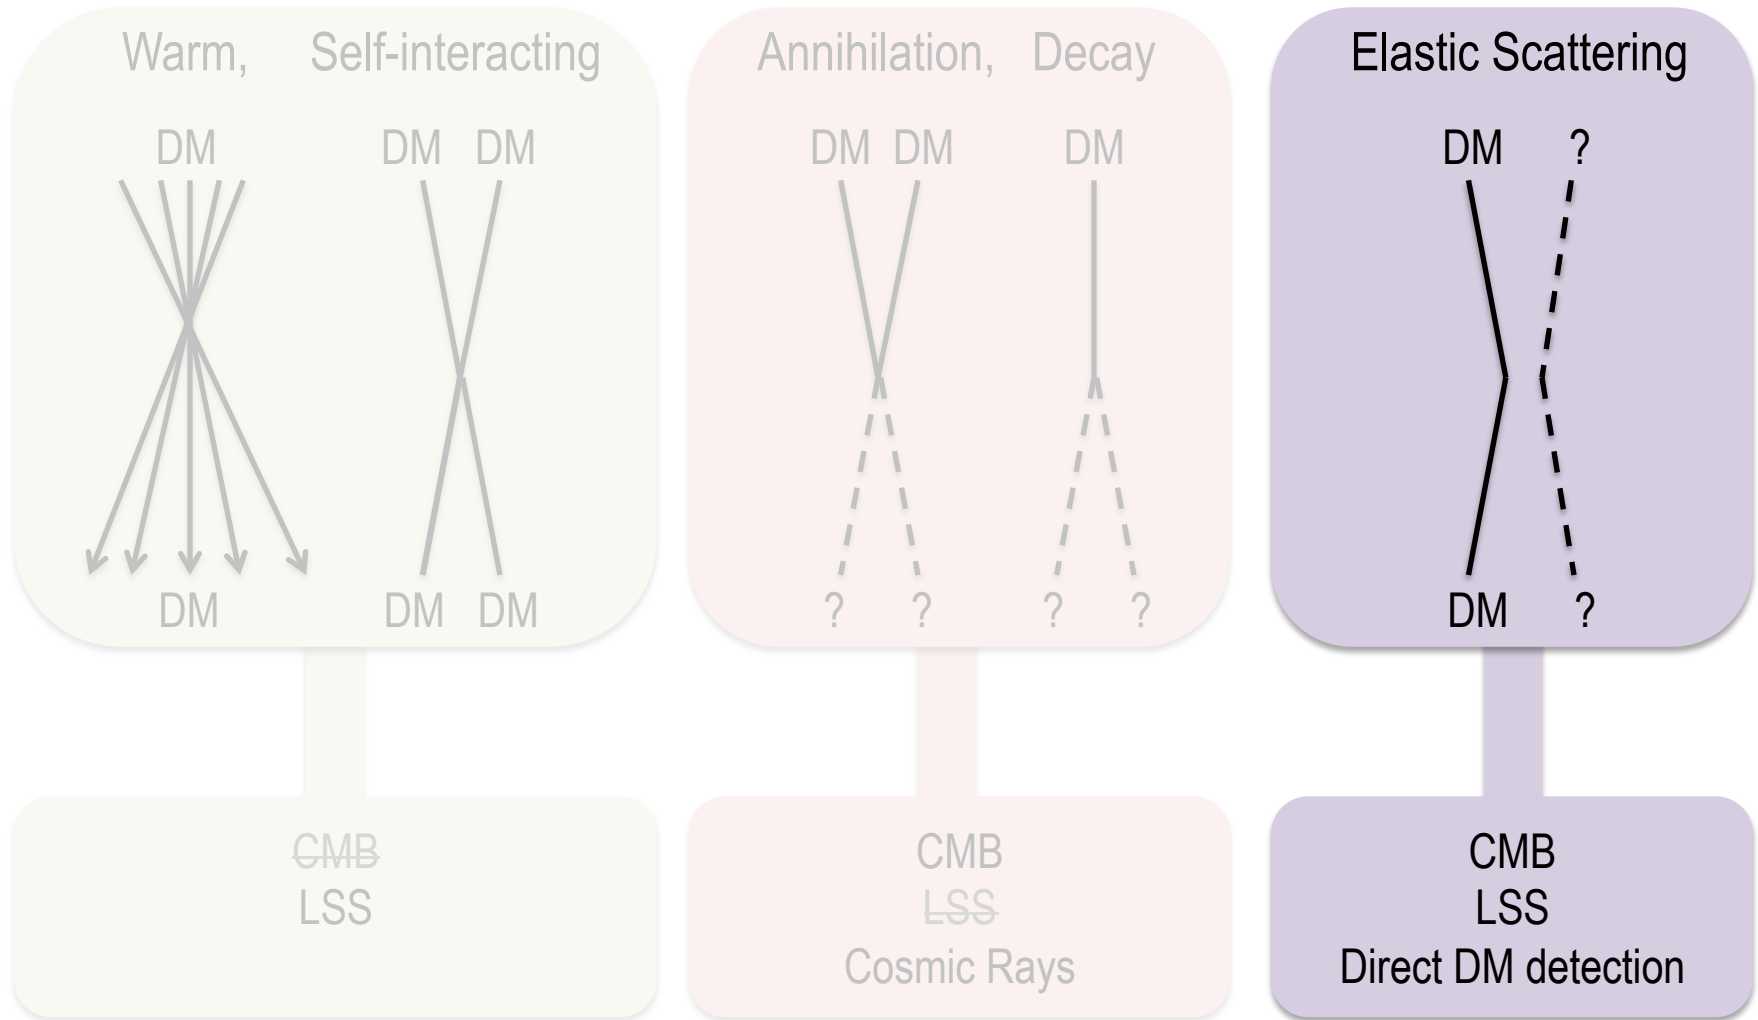 Warm, Self-interacting
DM
DM DM
DM
DM DM
CMB
LSS
Annihilation, Decay
DM DM
DM
? ?
? ?
CMB
LSS
Cosmic Rays
Elastic Scattering
DM ?
DM ?
CMB
LSS
Direct DM detection